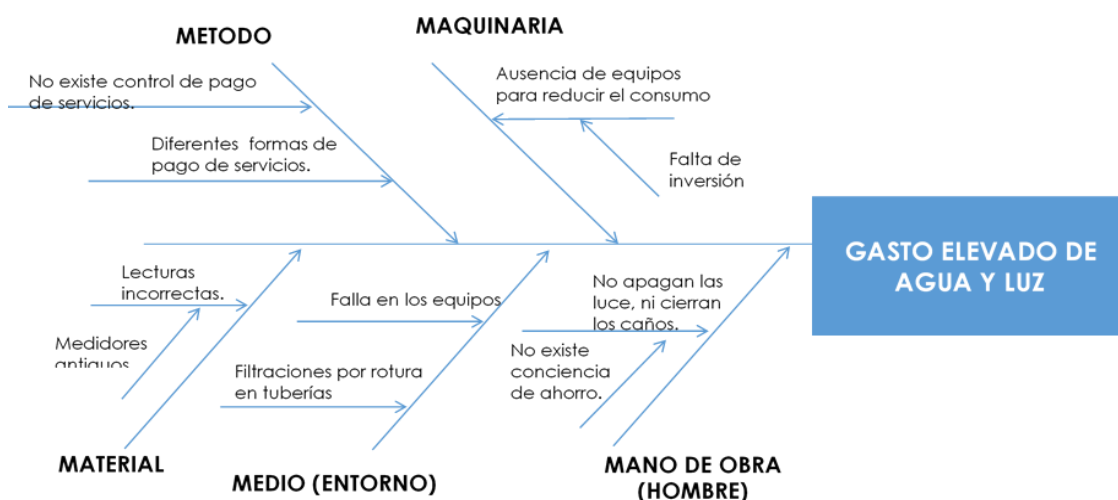 METODO
MAQUINARIA
No existe control de pago
de servicios.
Diferentes formas de
pago de servicios.
Ausencia de equipos
para reducir el consumo
Falta de
inversión
GASTO ELEVADO DE
AGUA Y LUZ
Lecturas
incorrectas.
Medidores
antiguos
Falla en los equipos
Filtraciones por rotura
en tuberías
No apagan las
luce, ni cierran
los caños.
No existe
conciencia
de ahorro.
MATERIAL
MEDIO (ENTORNO)
MANO DE OBRA
(HOMBRE)